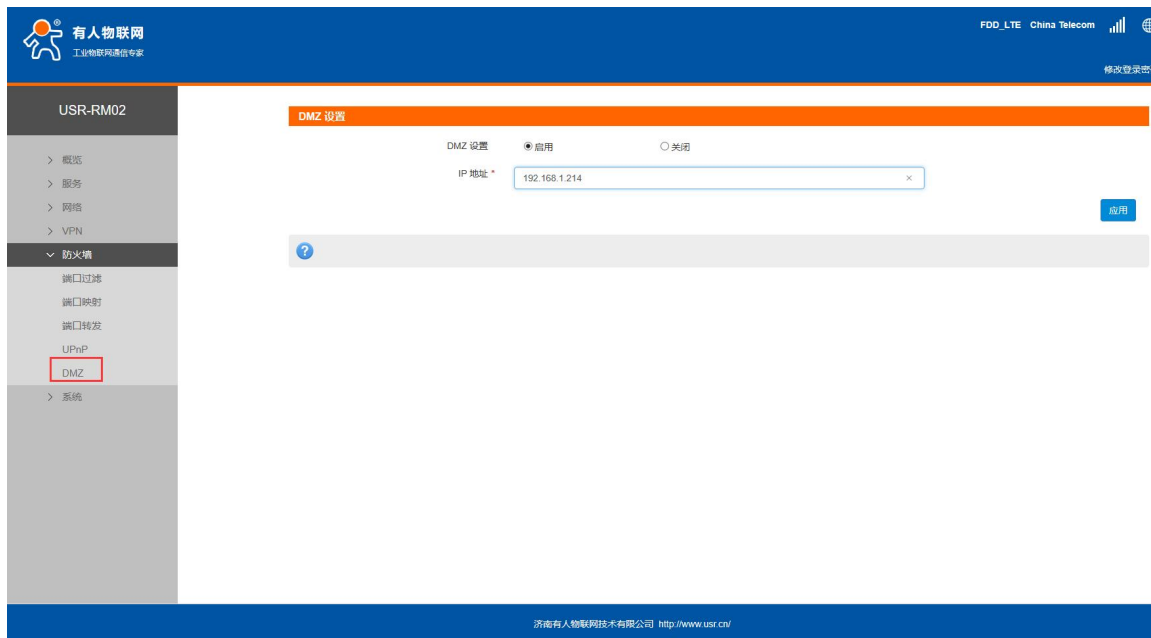 有人物联网
®
工业物联网通信专家
FDD_LTE China Telecom
修改登录密
USR-RM02
概览
服务
网络
VPN
防火墙
端口过滤
端口映射
端口转发
UPnP
DMZ
系统
DMZ 设置
DMZ 设置 启用 关闭
IP 地址 * 192.168.1.214 ×
应用
?
济南有人物联网技术有限公司 http://www.usr.cn/